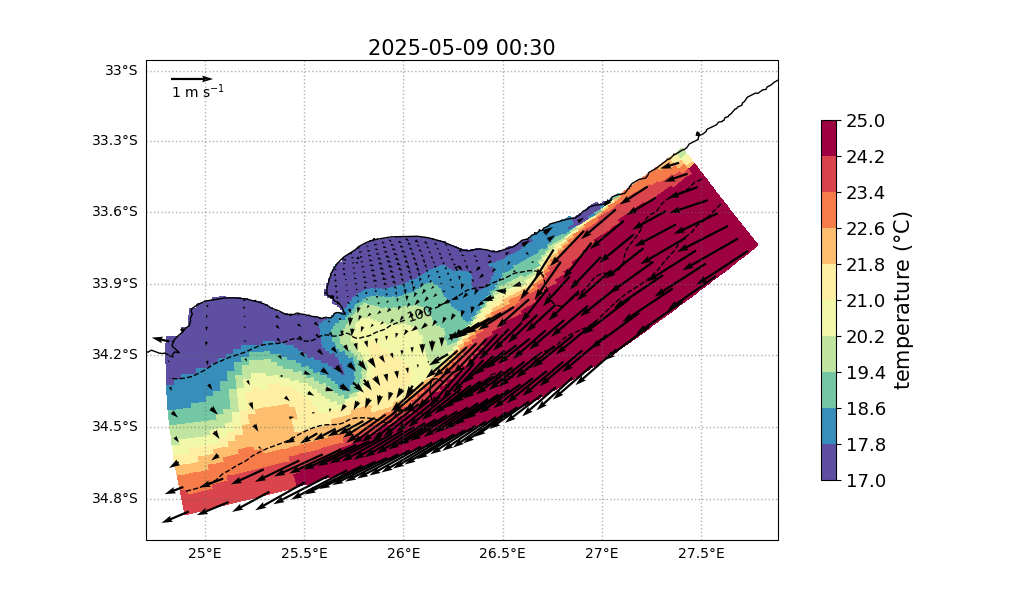 2025-05-09 00:30
1 m s⁻¹
33°S
33.3°S
33.6°S
33.9°S
34.2°S
34.5°S
34.8°S
100
25°E
25.5°E
26°E
26.5°E
27°E
27.5°E
25.0
24.2
23.4
22.6
21.8
21.0
20.2
19.4
18.6
17.8
17.0
temperature (°C)